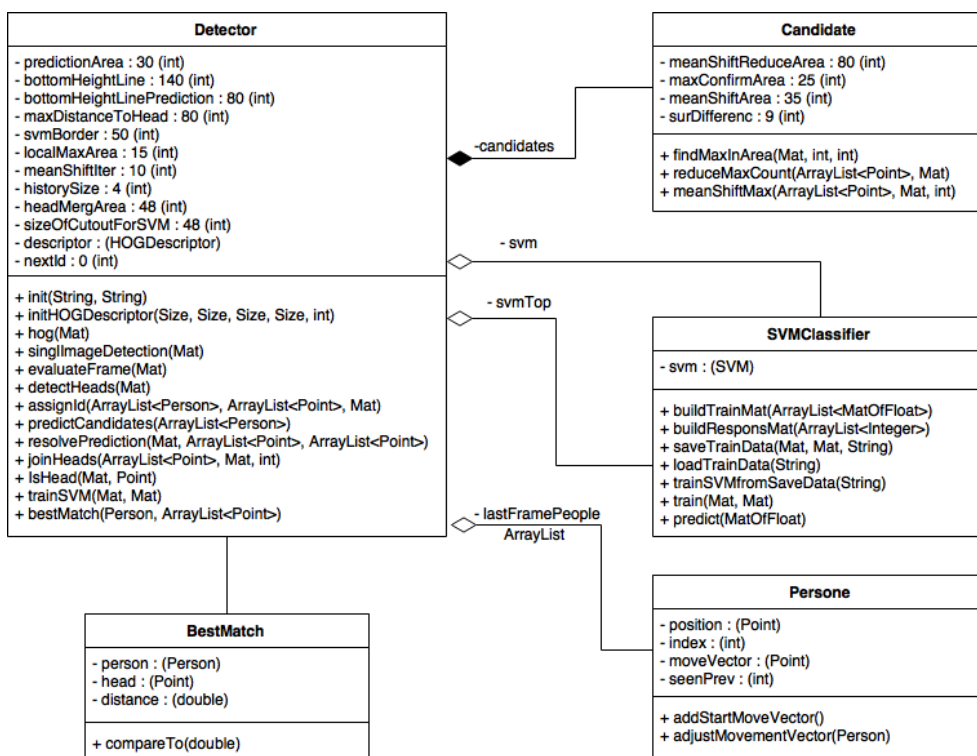 Detector
- predictionArea : 30 (int)
- bottomHeightLine : 140 (int)
- bottomHeightLinePrediction : 80 (int)
- maxDistanceToHead : 80 (int)
- svmBorder : 50 (int)
- localMaxArea : 15 (int)
- meanShiftIter : 10 (int)
- historySize : 4 (int)
- headMergArea : 48 (int)
- sizeOfCutoutForSVM : 48 (int)
- descriptor : (HOGDescriptor)
- nextId : 0 (int)
+ init(String, String)
+ initHOGDescriptor(Size, Size, Size, Size, int)
+ hog(Mat)
+ singlImageDetection(Mat)
+ evaluateFrame(Mat)
+ detectHeads(Mat)
+ assignId(ArrayList<Person>, ArrayList<Point>, Mat)
+ predictCandidates(ArrayList<Person>)
+ resolvePrediction(Mat, ArrayList<Point>, ArrayList<Point>)
+ joinHeads(ArrayList<Point>, Mat, int)
+ IsHead(Mat, Point)
+ trainSVM(Mat, Mat)
+ bestMatch(Person, ArrayList<Point>)
-candidates
- svm
- svmTop
- lastFramePeople
ArrayList
Candidate
- meanShiftReduceArea : 80 (int)
- maxConfirmArea : 25 (int)
- meanShiftArea : 35 (int)
- surDifferenc : 9 (int)
+ findMaxInArea(Mat, int, int)
+ reduceMaxCount(ArrayList<Point>, Mat)
+ meanShiftMax(ArrayList<Point>, Mat, int)
SVMClassifier
- svm : (SVM)
+ buildTrainMat(ArrayList<MatOfFloat>)
+ buildResponsMat(ArrayList<Integer>)
+ saveTrainData(Mat, Mat, String)
+ loadTrainData(String)
+ trainSVMfromSaveData(String)
+ train(Mat, Mat)
+ predict(MatOfFloat)
Persone
- position : (Point)
- index : (int)
- moveVector : (Point)
- seenPrev : (int)
+ addStartMoveVector()
+ adjustMovementVector(Person)
BestMatch
- person : (Person)
- head : (Point)
- distance : (double)
+ compareTo(double)